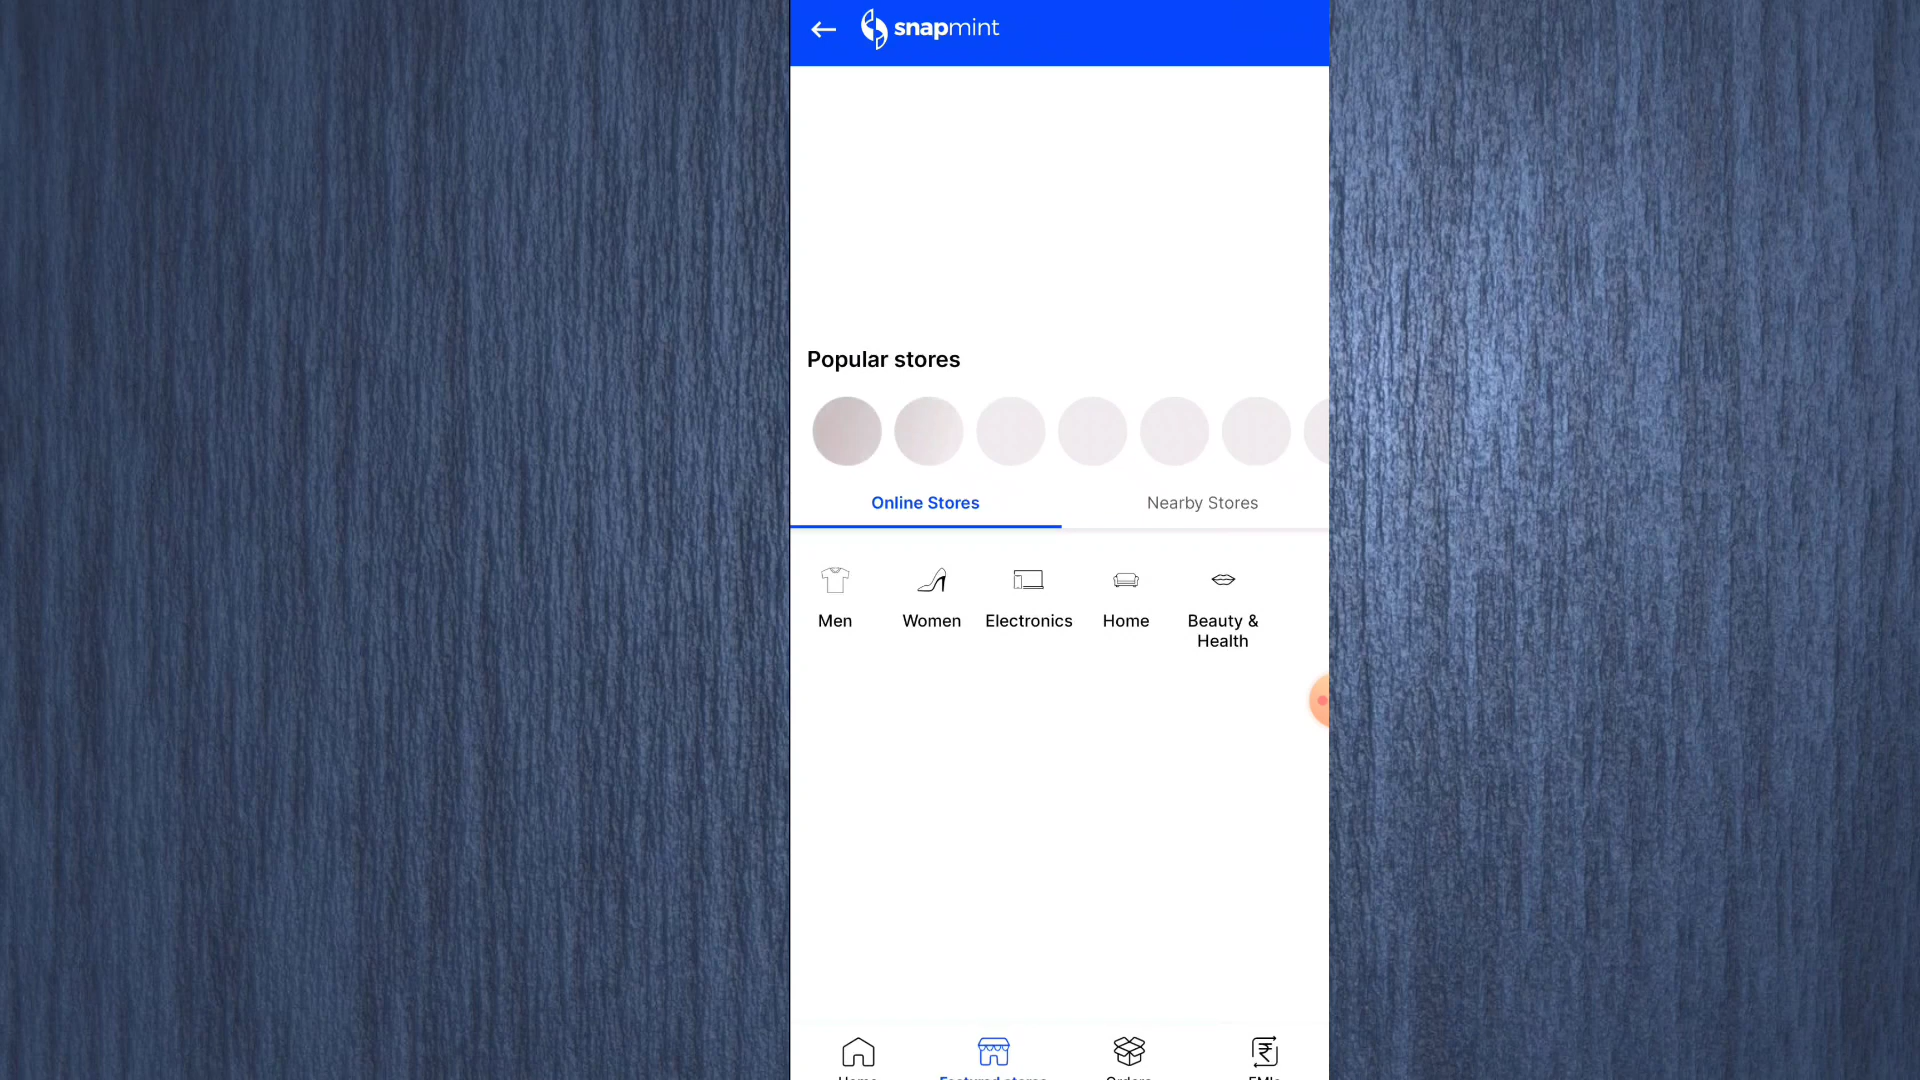 snapmint
Popular stores
Online Stores
Nearby Stores
Men
Women
Electronics
Home
Beauty &
Health